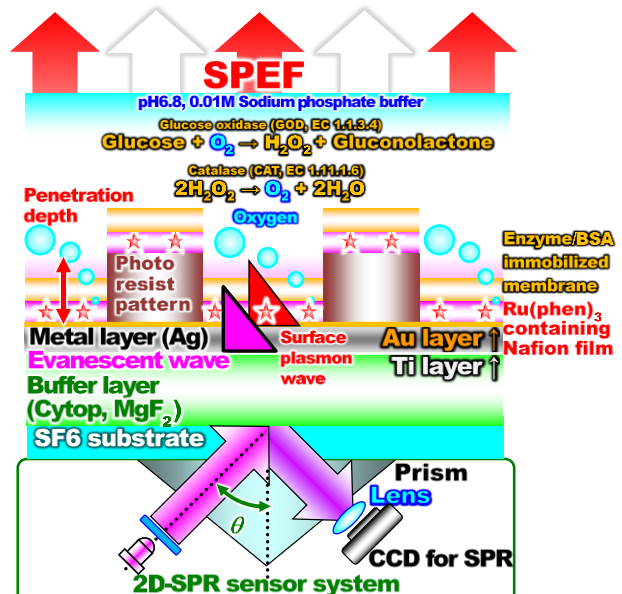 SPEF
pH6.8, 0.01M Sodium phosphate buffer
Glucose oxidase (GOD, EC 1.1.3.4)
Glucose + O₂ → H₂O₂ + Gluconolactone
Catalase (CAT, EC 1.11.1.6)
2H₂O₂ → O₂ + 2H₂O
Penetration
depth
Oxygen
Enzyme/BSA
immobilized
membrane
Photo
resist
pattern
Ru(phen)₃
containing
Nafion film
Metal layer (Ag)
Surface
plasmon
wave
Au layer ↑
Evanescent wave
Ti layer ↑
Buffer layer
(Cytop, MgF₂)
SF6 substrate
Prism
Lens
θ
CCD for SPR
2D-SPR sensor system